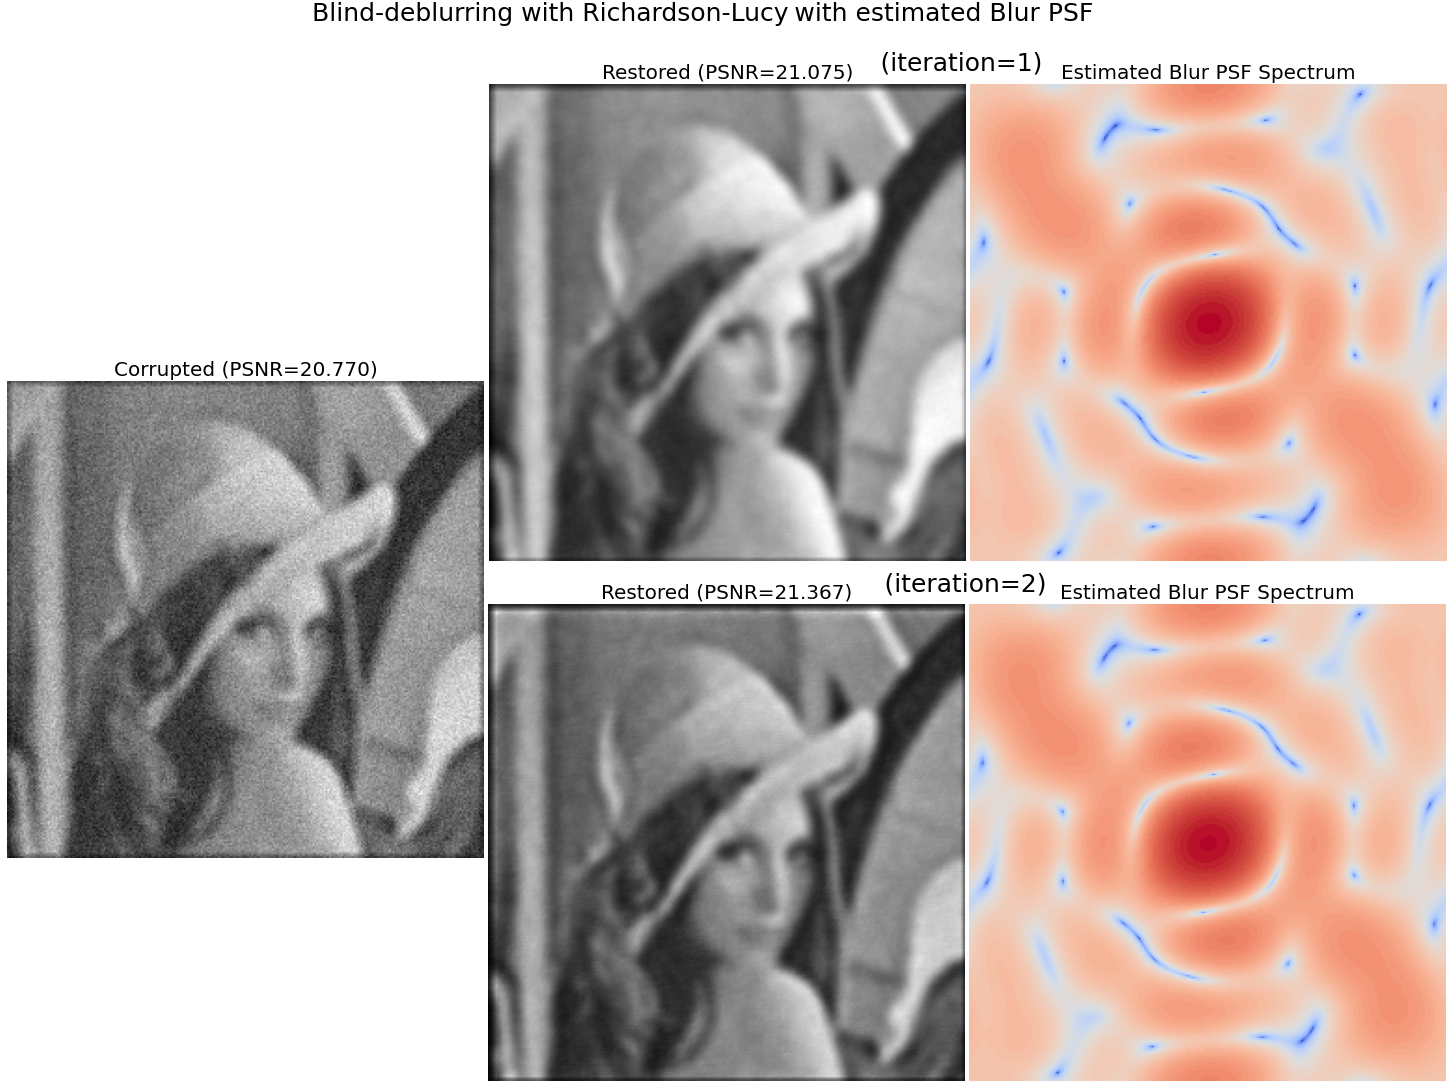 Blind-deblurring with Richardson-Lucy with estimated Blur PSF
(iteration=1)
Restored (PSNR=21.075)
Estimated Blur PSF Spectrum
Corrupted (PSNR=20.770)
(iteration=2)
Restored (PSNR=21.367)
Estimated Blur PSF Spectrum